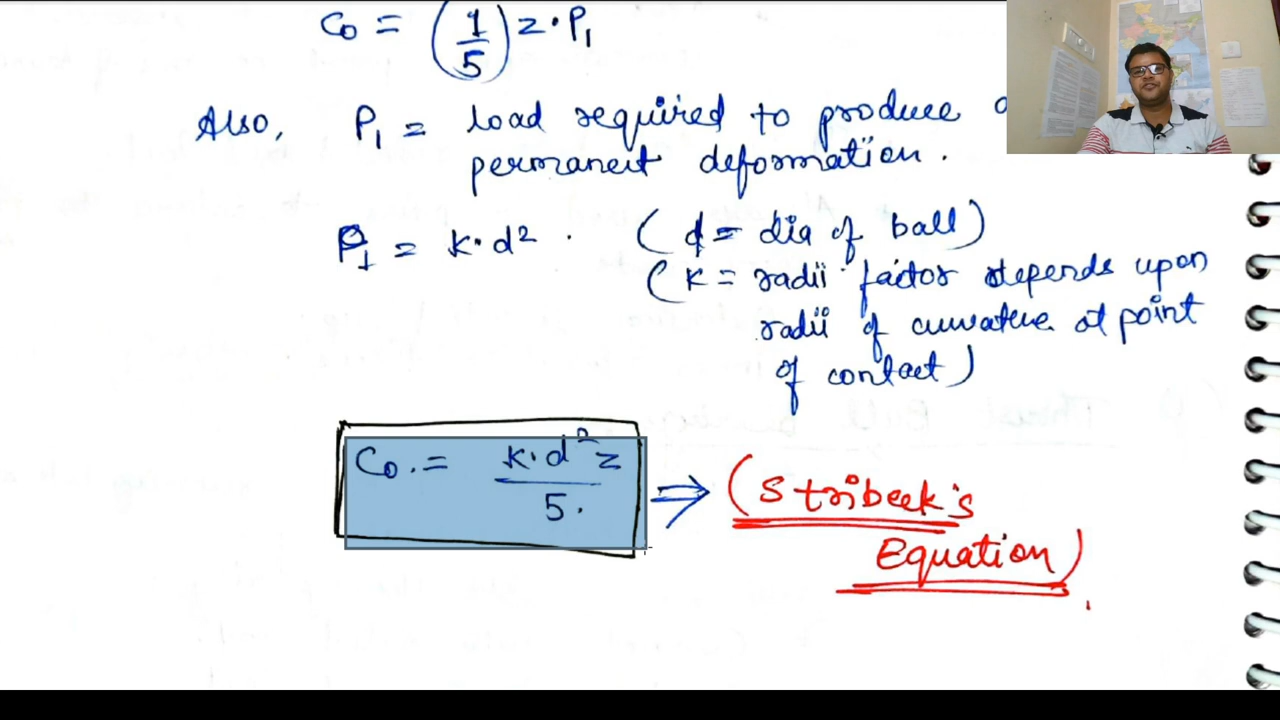 C₀ = (1/5) z · P₁
Also, P₁ = load required to produce
permanent deformation.
P₁ = k · d² . ( d = dia of ball )
( k = radii factor depends upon
radii of curvature at point
of contact )
C₀ . = k · d² z / 5 . ⇒ ( Stribeck's
Equation )